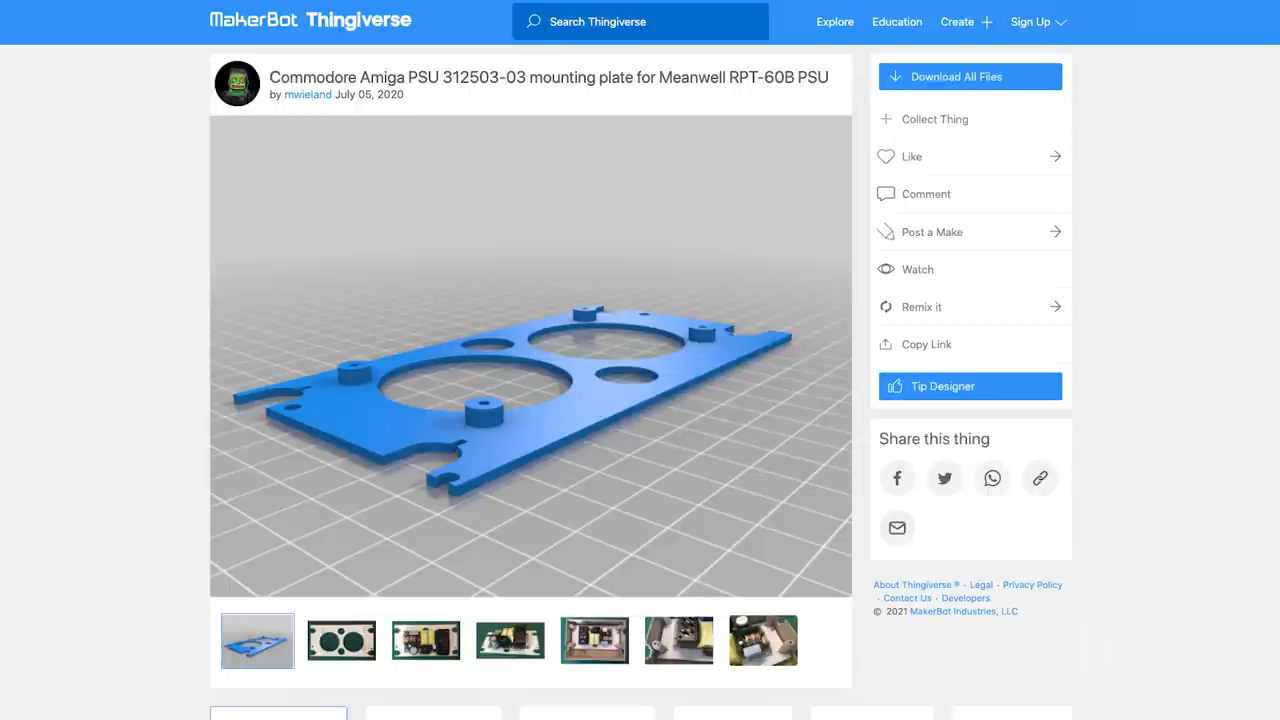 MakerBot Thingiverse
Search Thingiverse
Explore
Education
Create
Sign Up
Commodore Amiga PSU 312503-03 mounting plate for Meanwell RPT-60B PSU
by mwieland July 05, 2020
Download All Files
Collect Thing
Like
Comment
Post a Make
Watch
Remix it
Copy Link
Tip Designer
Share this thing
About Thingiverse ® · Legal · Privacy Policy
· Contact Us · Developers
© 2021 MakerBot Industries, LLC